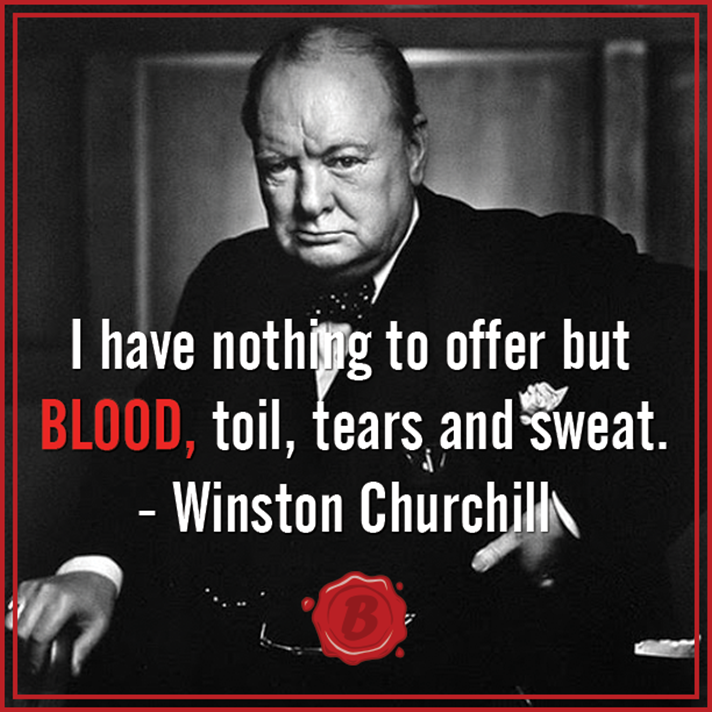 I have nothing to offer but
BLOOD, toil, tears and sweat.
- Winston Churchill
B